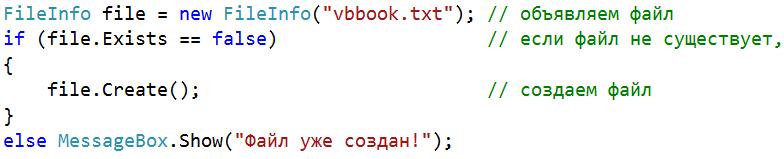 FileInfo file = new FileInfo("vbbook.txt"); // объявляем файл
if (file.Exists == false) // если файл не существует,
{
file.Create(); // создаем файл
}
else MessageBox.Show("Файл уже создан!");